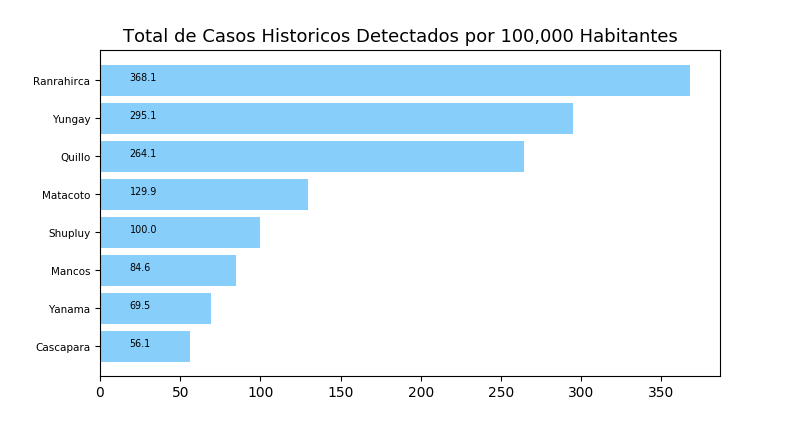 Total de Casos Historicos Detectados por 100,000 Habitantes
Ranrahirca 368.1
Yungay 295.1
Quillo 264.1
Matacoto 129.9
Shupluy 100.0
Mancos 84.6
Yanama 69.5
Cascapara 56.1
0 50 100 150 200 250 300 350